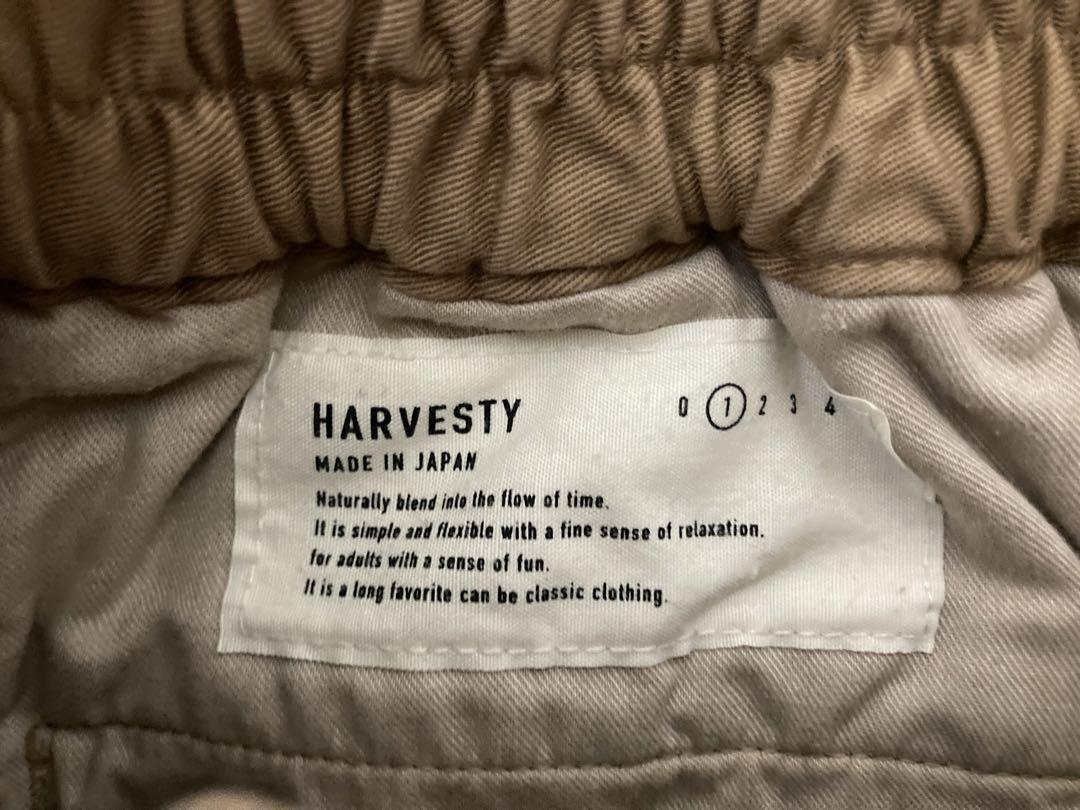 HARVESTY
0 1 2 3 4
MADE IN JAPAN
Naturally blend into the flow of time.
It is simple and flexible with a fine sense of relaxation.
for adults with a sense of fun.
It is a long favorite can be classic clothing.